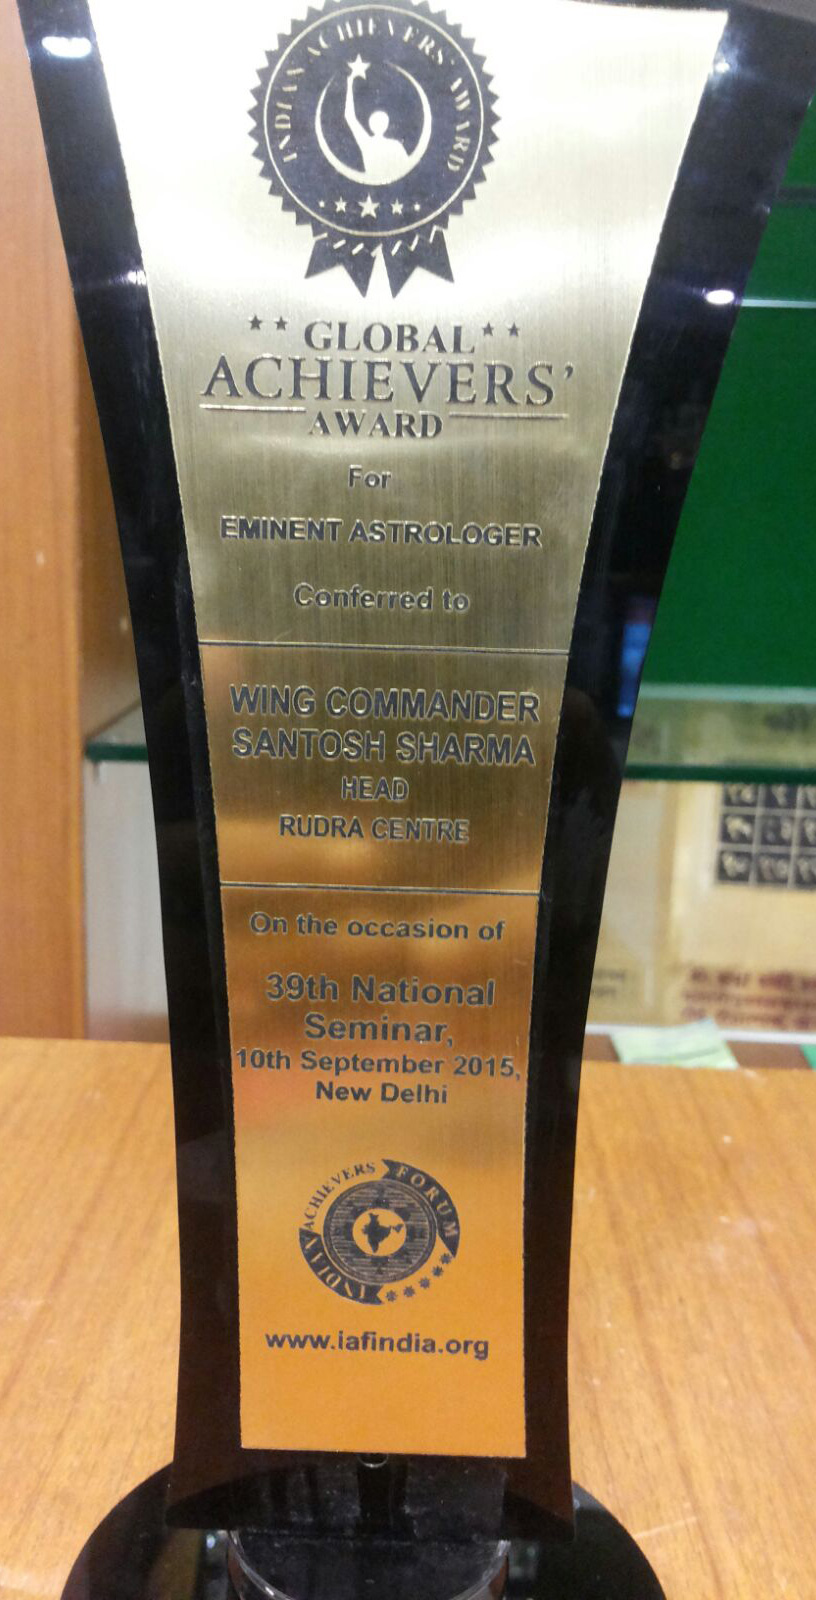 INDIAN ACHIEVERS' AWARD
GLOBAL
ACHIEVERS'
AWARD
For
EMINENT ASTROLOGER
Conferred to
WING COMMANDER
SANTOSH SHARMA
HEAD
RUDRA CENTRE
On the occasion of
39th National
Seminar,
10th September 2015,
New Delhi
INDIAN ACHIEVERS FORUM
www.iafindia.org